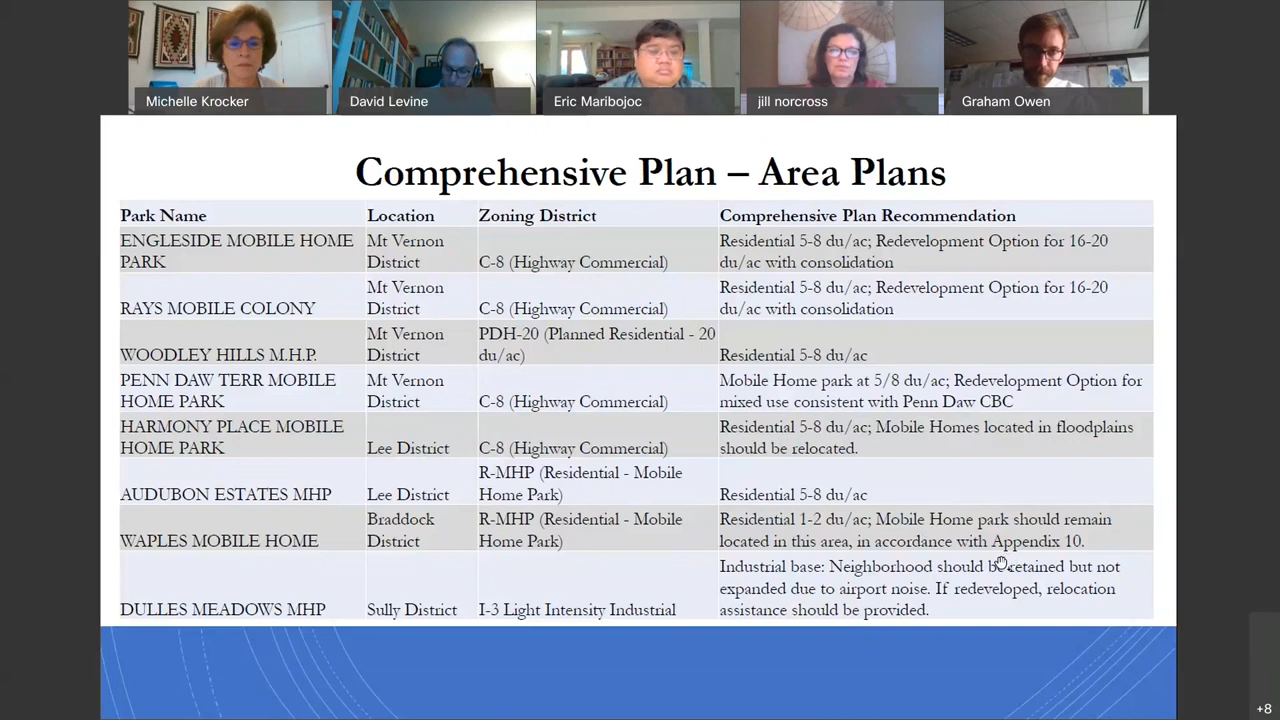 Michelle Krocker
David Levine
Eric Maribojoc
jill norcross
Graham Owen
Comprehensive Plan – Area Plans
Park Name Location Zoning District Comprehensive Plan Recommendation
ENGLESIDE MOBILE HOME PARK Mt Vernon District C-8 (Highway Commercial) Residential 5-8 du/ac; Redevelopment Option for 16-20 du/ac with consolidation
RAYS MOBILE COLONY Mt Vernon District C-8 (Highway Commercial) Residential 5-8 du/ac; Redevelopment Option for 16-20 du/ac with consolidation
WOODLEY HILLS M.H.P. Mt Vernon District PDH-20 (Planned Residential - 20 du/ac) Residential 5-8 du/ac
PENN DAW TERR MOBILE HOME PARK Mt Vernon District C-8 (Highway Commercial) Mobile Home park at 5/8 du/ac; Redevelopment Option for mixed use consistent with Penn Daw CBC
HARMONY PLACE MOBILE HOME PARK Lee District C-8 (Highway Commercial) Residential 5-8 du/ac; Mobile Homes located in floodplains should be relocated.
AUDUBON ESTATES MHP Lee District R-MHP (Residential - Mobile Home Park) Residential 5-8 du/ac
WAPLES MOBILE HOME Braddock District R-MHP (Residential - Mobile Home Park) Residential 1-2 du/ac; Mobile Home park should remain located in this area, in accordance with Appendix 10.
DULLES MEADOWS MHP Sully District I-3 Light Intensity Industrial Industrial base: Neighborhood should be retained but not expanded due to airport noise. If redeveloped, relocation assistance should be provided.
+8